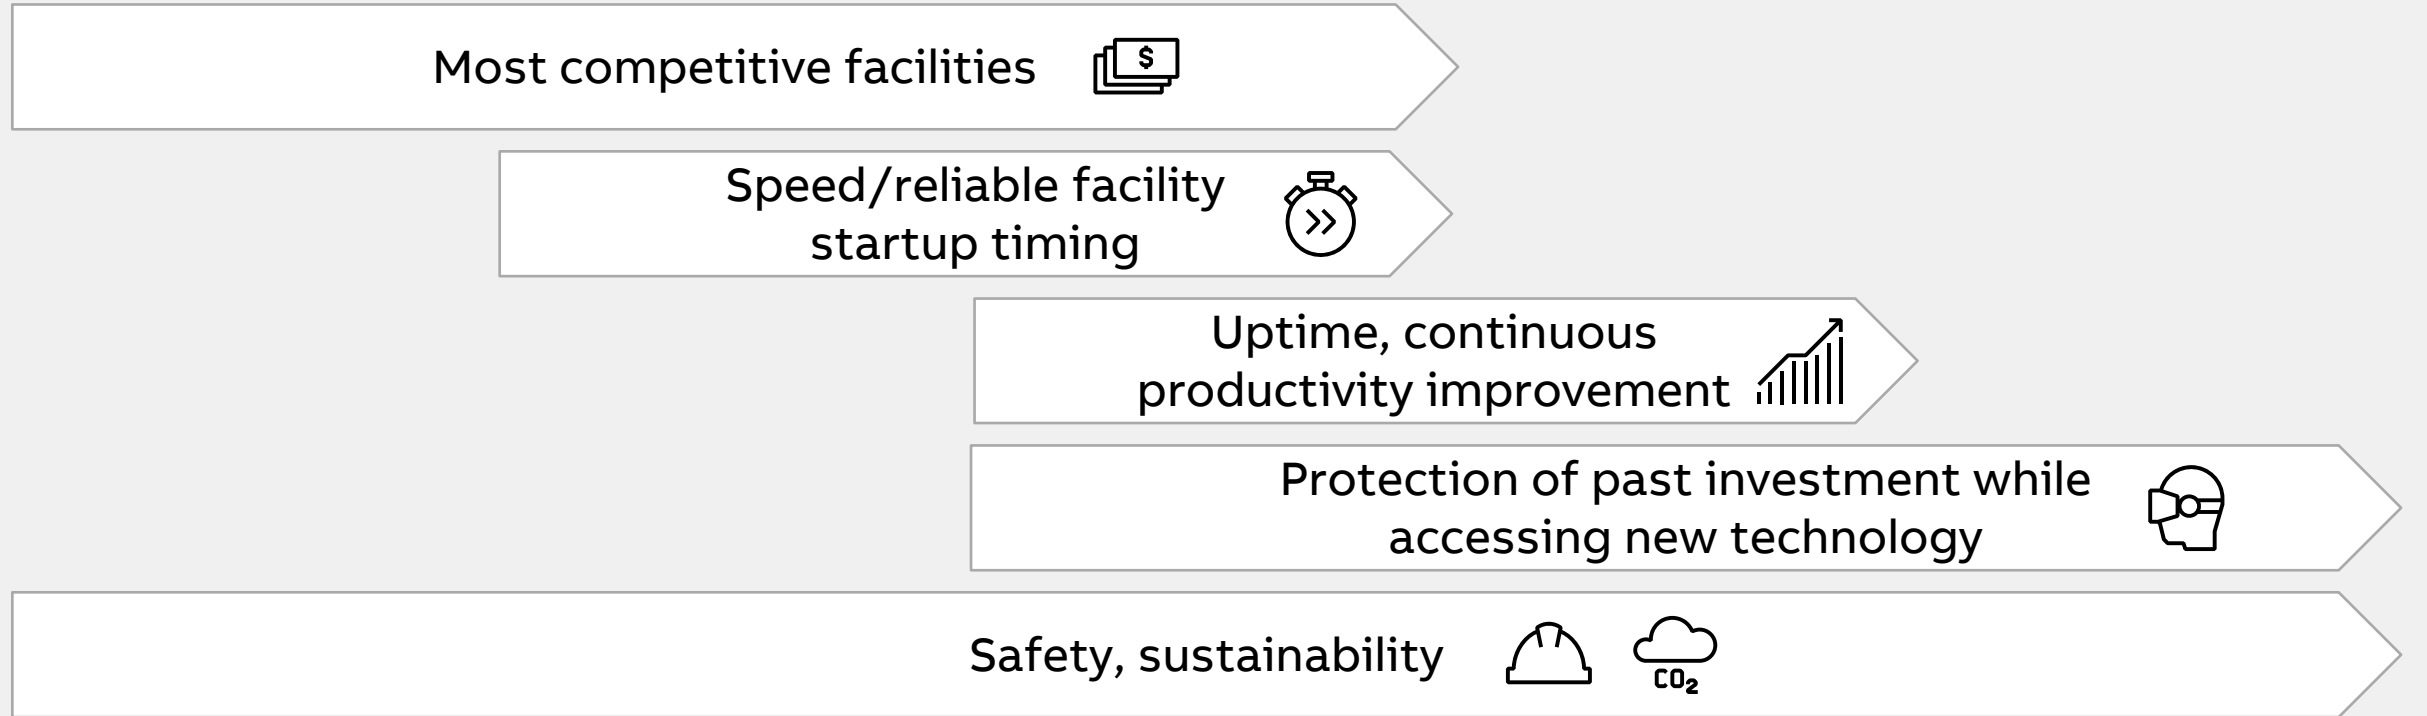 Most competitive facilities
$
Speed/reliable facility
startup timing
Uptime, continuous
productivity improvement
Protection of past investment while
accessing new technology
Safety, sustainability
CO₂